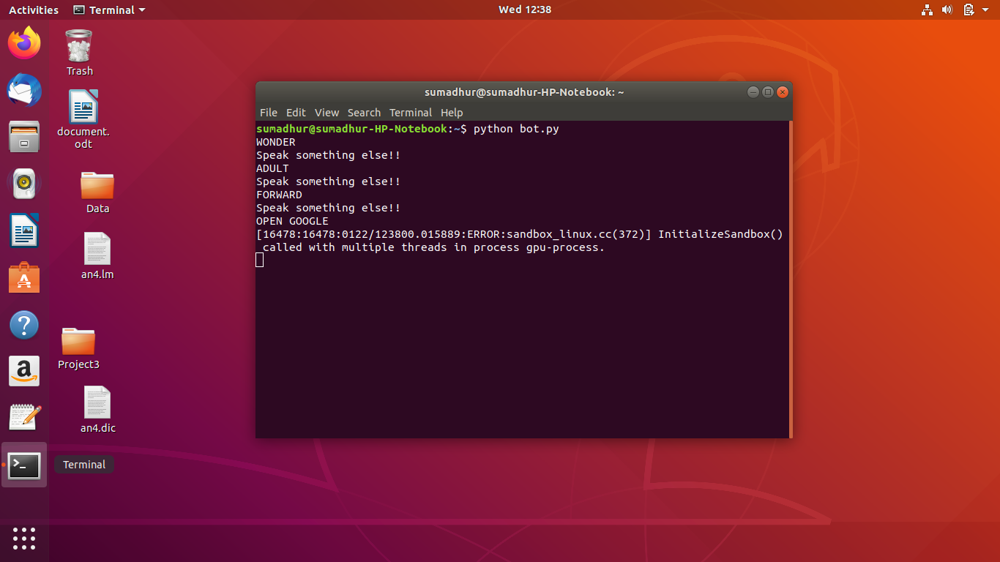 Activities
Terminal
Wed 12:38
Trash
document.
odt
Data
an4.lm
Project3
an4.dic
Terminal
a
sumadhur@sumadhur-HP-Notebook: ~
File Edit View Search Terminal Help
sumadhur@sumadhur-HP-Notebook:~$ python bot.py
WONDER
Speak something else!!
ADULT
Speak something else!!
FORWARD
Speak something else!!
OPEN GOOGLE
[16478:16478:0122/123800.015889:ERROR:sandbox_linux.cc(372)] InitializeSandbox()
 called with multiple threads in process gpu-process.